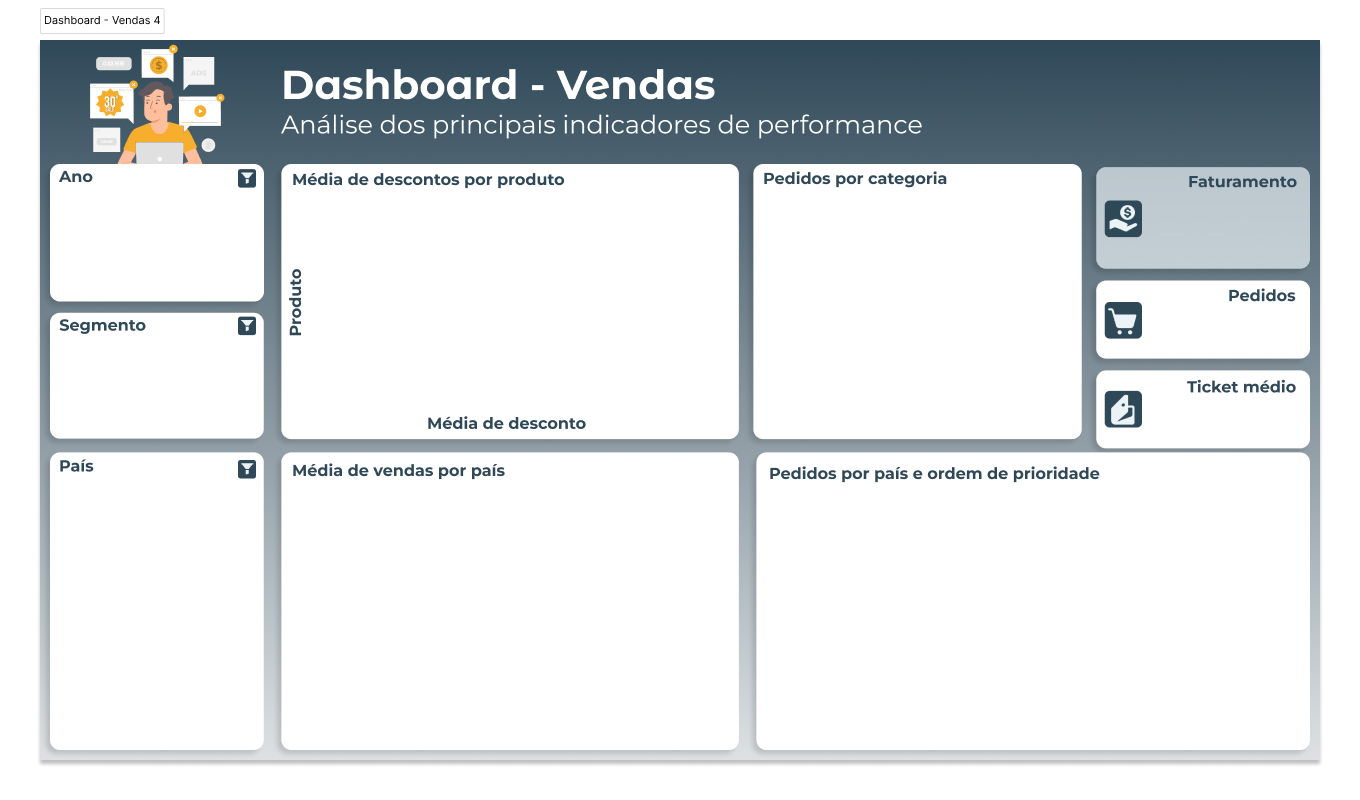 Dashboard - Vendas 4
Dashboard - Vendas
Análise dos principais indicadores de performance
30
ADS
Ano
Segmento
País
Média de descontos por produto
Produto
Média de desconto
Pedidos por categoria
Faturamento
Pedidos
Ticket médio
Média de vendas por país
Pedidos por país e ordem de prioridade